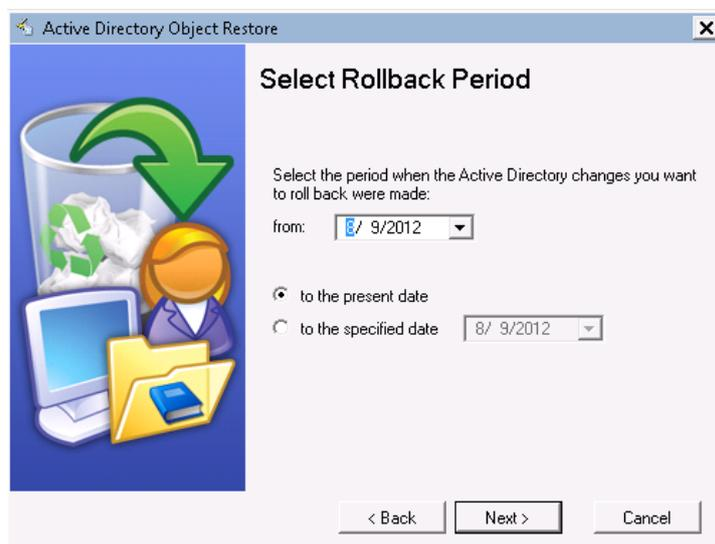 Active Directory Object Restore
Select Rollback Period
Select the period when the Active Directory changes you want
to roll back were made:
from: 8/ 9/2012
to the present date
to the specified date 8/ 9/2012
< Back Next > Cancel